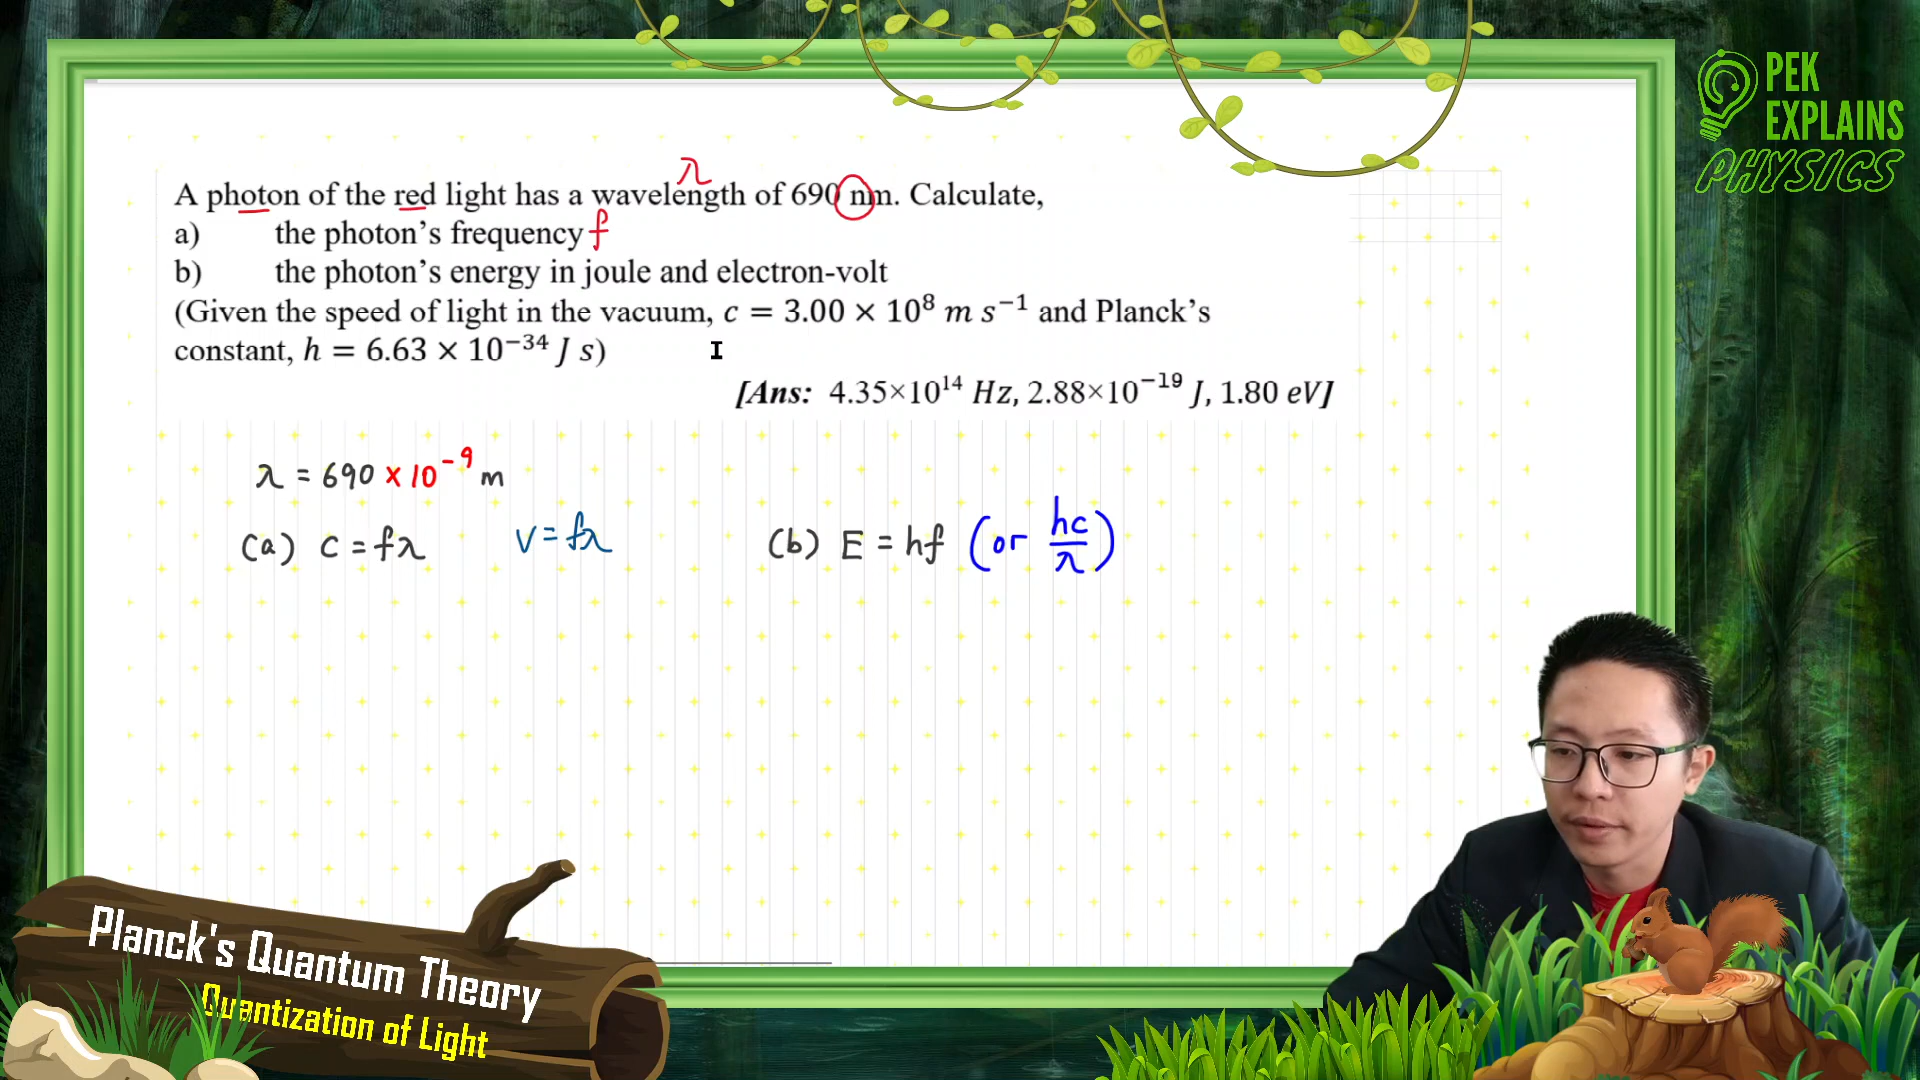 PEK
EXPLAINS
PHYSICS
λ
A photon of the red light has a wavelength of 690 nm. Calculate,
a) the photon's frequency f
b) the photon's energy in joule and electron-volt
(Given the speed of light in the vacuum, c = 3.00 × 10⁸ m s⁻¹ and Planck's
constant, h = 6.63 × 10⁻³⁴ J s)
[Ans: 4.35×10¹⁴ Hz, 2.88×10⁻¹⁹ J, 1.80 eV]
λ = 690 × 10⁻⁹ m
(a) c = fλ v = fλ
(b) E = hf (or hc/λ)
Planck's Quantum Theory
Quantization of Light